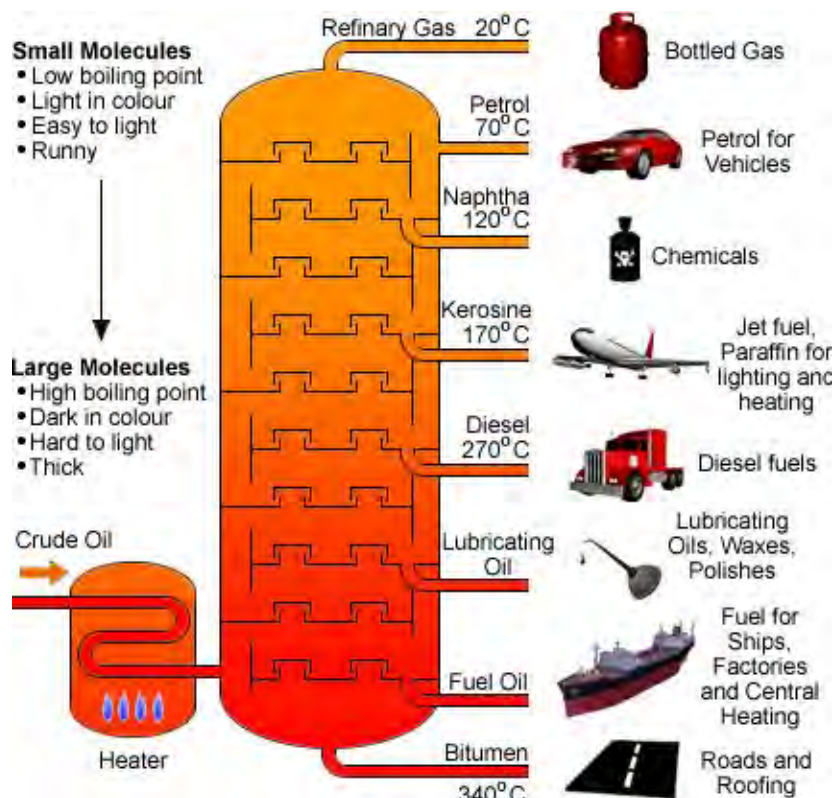 Small Molecules
• Low boiling point
• Light in colour
• Easy to light
• Runny
Large Molecules
• High boiling point
• Dark in colour
• Hard to light
• Thick
Crude Oil
Heater
Refinary Gas 20°C
Bottled Gas
Petrol
70°C
Petrol for
Vehicles
Naphtha
120°C
Chemicals
Kerosine
170°C
Jet fuel,
Paraffin for
lighting and
heating
Diesel
270°C
Diesel fuels
Lubricating
Oil
Lubricating
Oils, Waxes,
Polishes
Fuel Oil
Fuel for
Ships,
Factories
and Central
Heating
Bitumen
340°C
Roads and
Roofing